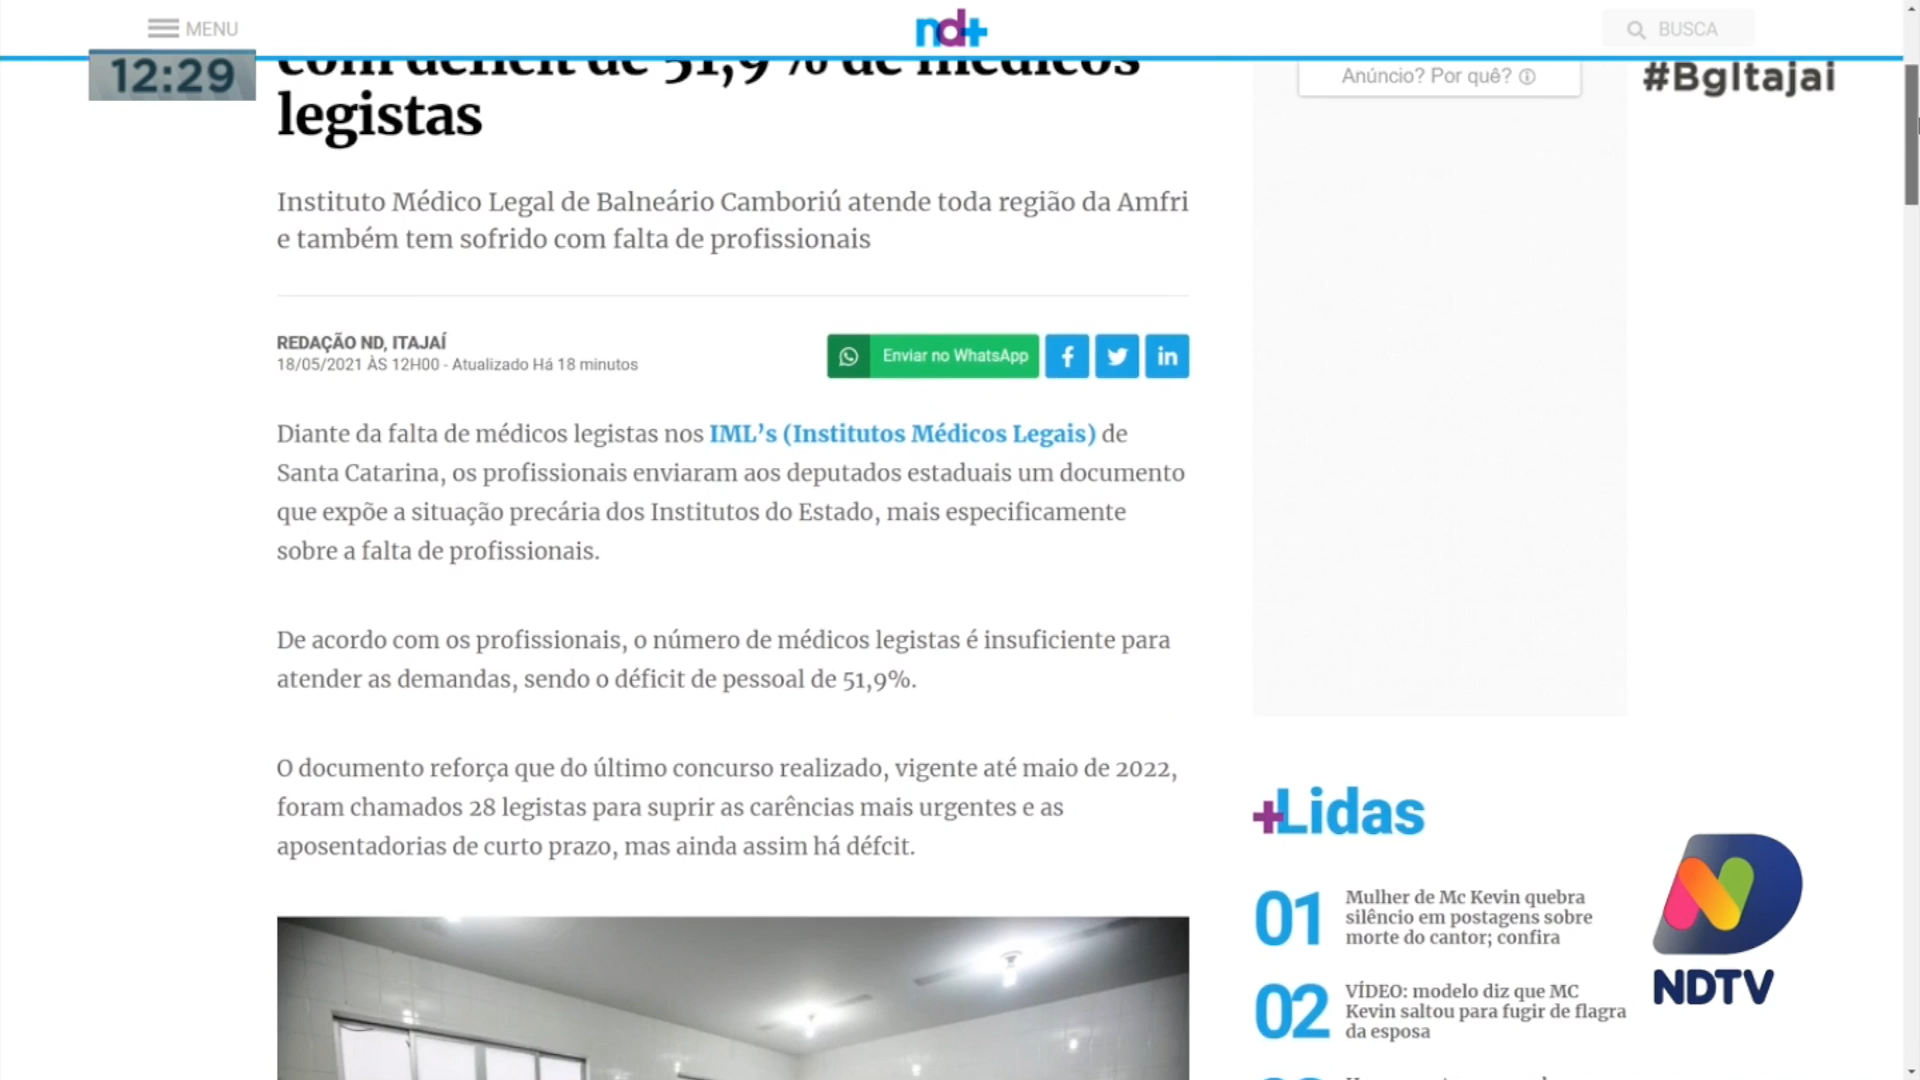 MENU
nd+
BUSCA
12:29
com déficit de 51,9 % de médicos
legistas
Anúncio? Por quê?
#BgItajai
Instituto Médico Legal de Balneário Camboriú atende toda região da Amfri
e também tem sofrido com falta de profissionais
REDAÇÃO ND, ITAJAÍ
18/05/2021 ÀS 12H00 - Atualizado Há 18 minutos
Enviar no WhatsApp
Diante da falta de médicos legistas nos IML’s (Institutos Médicos Legais) de
Santa Catarina, os profissionais enviaram aos deputados estaduais um documento
que expõe a situação precária dos Institutos do Estado, mais especificamente
sobre a falta de profissionais.
De acordo com os profissionais, o número de médicos legistas é insuficiente para
atender as demandas, sendo o déficit de pessoal de 51,9%.
O documento reforça que do último concurso realizado, vigente até maio de 2022,
foram chamados 28 legistas para suprir as carências mais urgentes e as
aposentadorias de curto prazo, mas ainda assim há défcit.
+Lidas
01
Mulher de Mc Kevin quebra
silêncio em postagens sobre
morte do cantor; confira
02
VÍDEO: modelo diz que MC
Kevin saltou para fugir de flagra
da esposa
NDTV